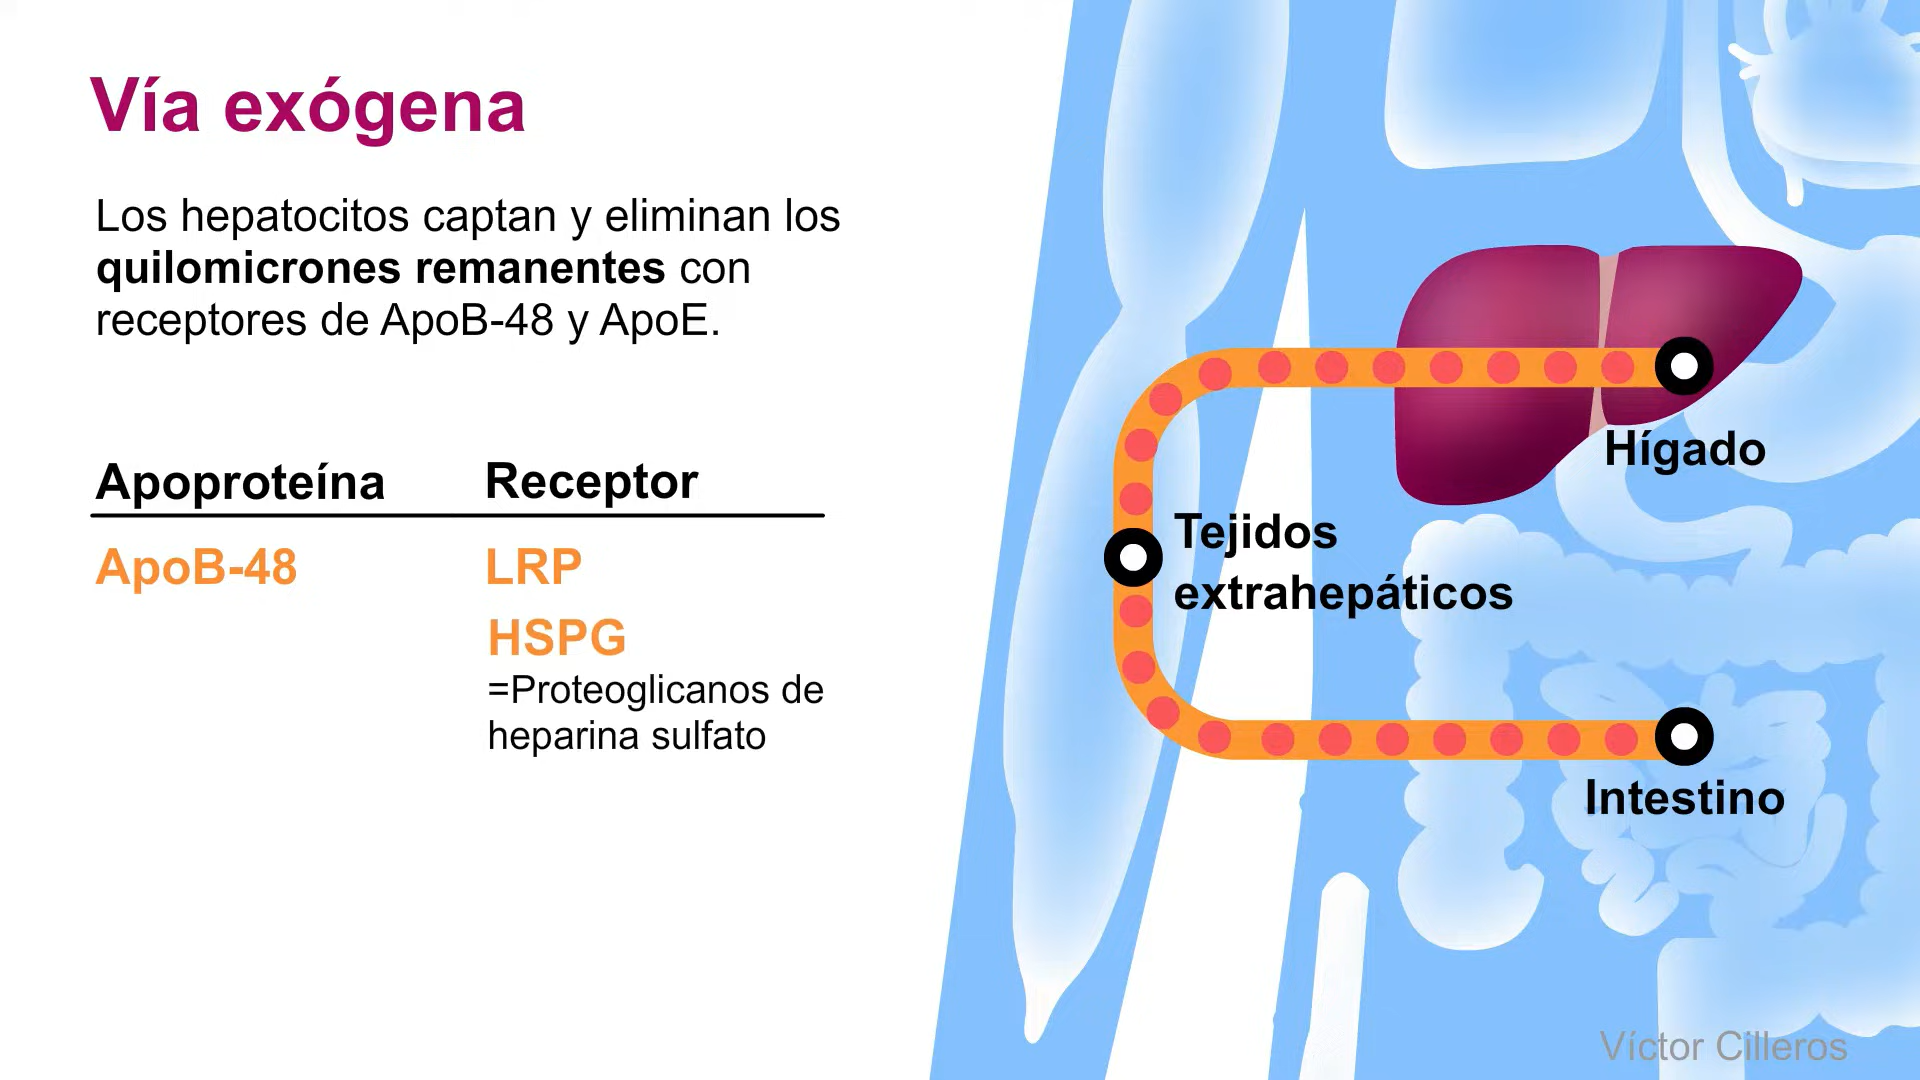 Vía exógena
Los hepatocitos captan y eliminan los
quilomicrones remanentes con
receptores de ApoB-48 y ApoE.
Apoproteína Receptor
ApoB-48 LRP
HSPG
=Proteoglicanos de
heparina sulfato
Hígado
Tejidos
extrahepáticos
Intestino
Víctor Cilleros